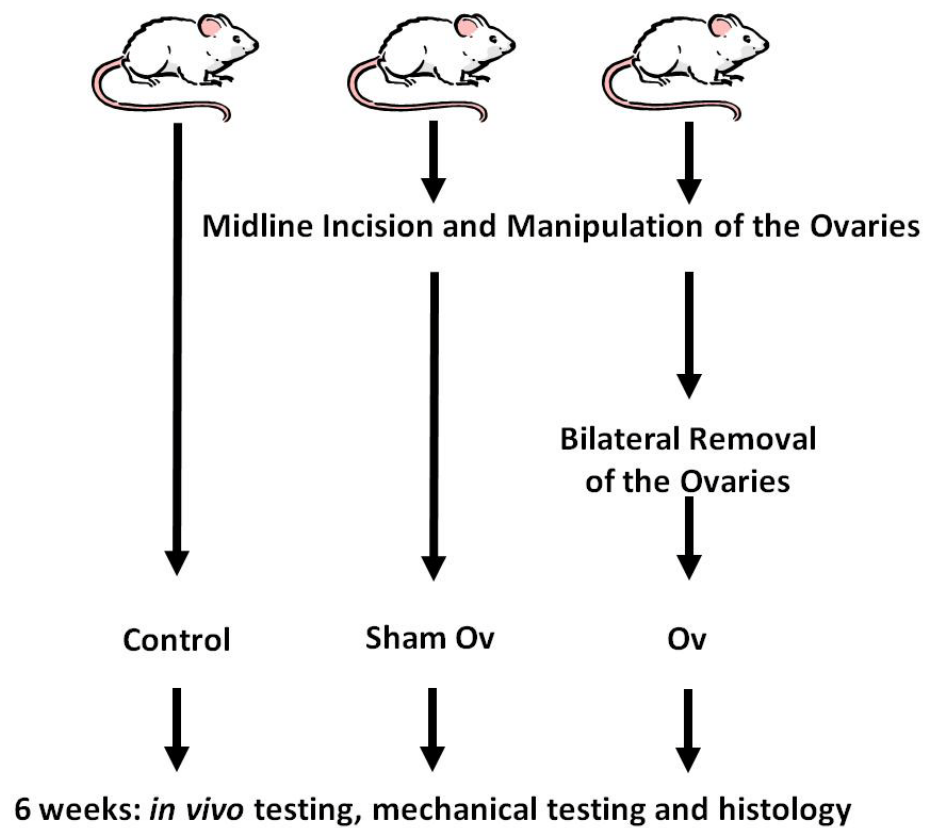 Midline Incision and Manipulation of the Ovaries
Bilateral Removal
of the Ovaries
Control
Sham Ov
Ov
6 weeks: in vivo testing, mechanical testing and histology